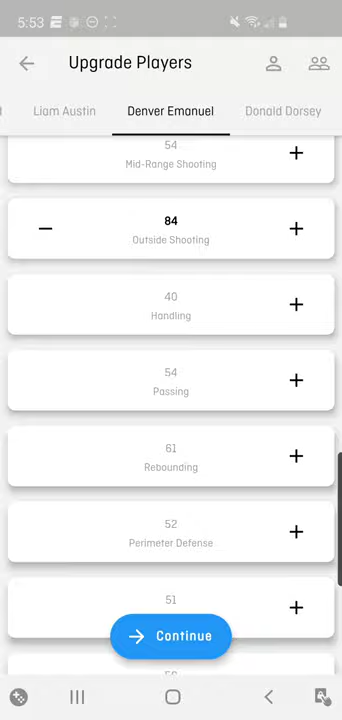 5:53
Upgrade Players
Liam Austin
Denver Emanuel
Donald Dorsey
54
Mid-Range Shooting
84
Outside Shooting
40
Handling
54
Passing
61
Rebounding
52
Perimeter Defense
51
Continue